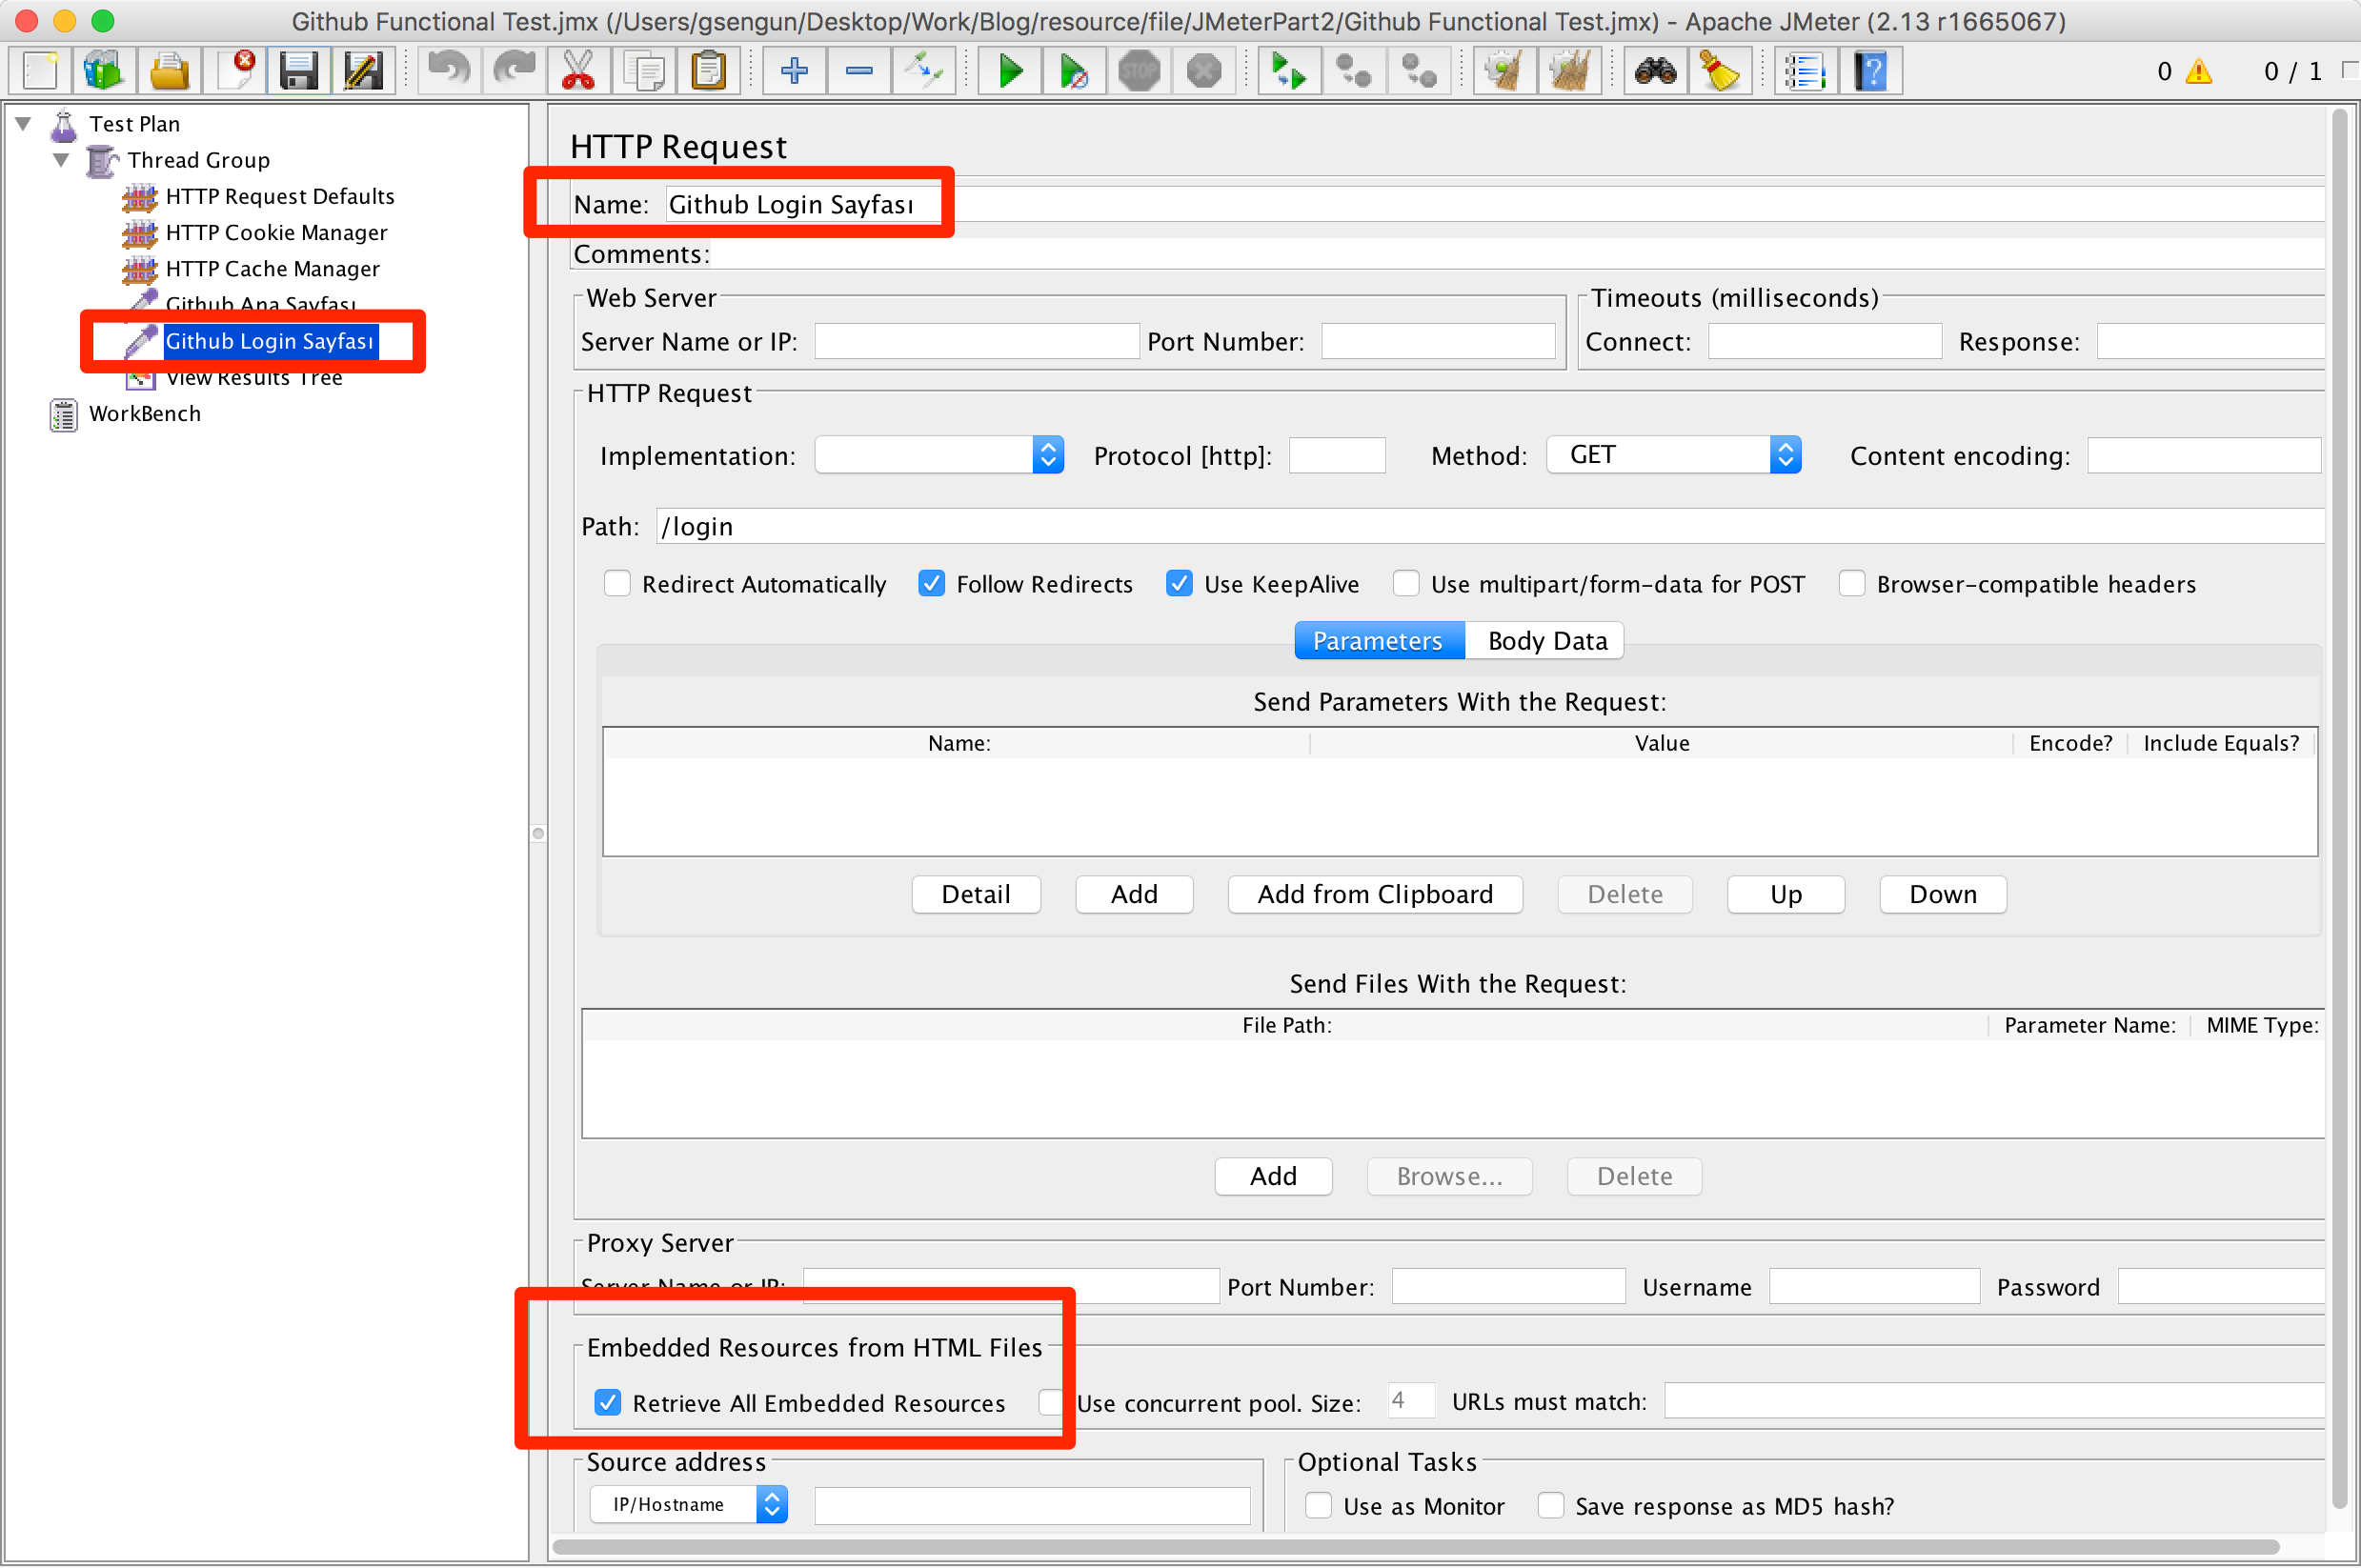 Github Functional Test.jmx (/Users/gsengun/Desktop/Work/Blog/resource/file/JMeterPart2/Github Functional Test.jmx) - Apache JMeter (2.13 r1665067)
STOP
0
0 / 1
Test Plan
Thread Group
HTTP Request Defaults
HTTP Cookie Manager
HTTP Cache Manager
Github Ana Sayfası
Github Login Sayfası
View Results Tree
WorkBench
HTTP Request
Name: Github Login Sayfası
Comments:
Web Server
Timeouts (milliseconds)
Server Name or IP: Port Number: Connect: Response:
HTTP Request
Implementation: Protocol [http]: Method: GET Content encoding:
Path: /login
Redirect Automatically Follow Redirects Use KeepAlive Use multipart/form-data for POST Browser-compatible headers
Parameters Body Data
Send Parameters With the Request:
Name: Value Encode? Include Equals?
Detail Add Add from Clipboard Delete Up Down
Send Files With the Request:
File Path: Parameter Name: MIME Type:
Add Browse... Delete
Proxy Server
Server Name or IP: Port Number: Username Password
Embedded Resources from HTML Files
Retrieve All Embedded Resources Use concurrent pool. Size: 4 URLs must match:
Source address
Optional Tasks
IP/Hostname
Use as Monitor Save response as MD5 hash?